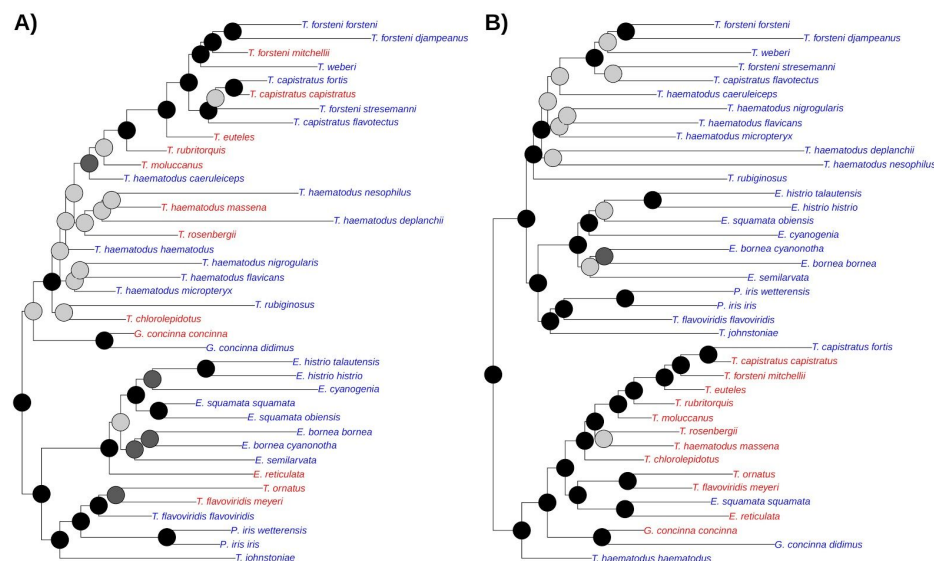 A)
T. forsteni forsteni
T. forsteni djampeanus
T. forsteni mitchellii
T. weberi
T. capistratus fortis
T. capistratus capistratus
T. forsteni stresemanni
T. capistratus flavotectus
T. euteles
T. rubritorquis
T. moluccanus
T. haematodus caeruleiceps
T. haematodus nesophilus
T. haematodus massena
T. haematodus deplanchii
T. rosenbergii
T. haematodus haematodus
T. haematodus nigrogularis
T. haematodus flavicans
T. haematodus micropteryx
T. rubiginosus
T. chlorolepidotus
G. concinna concinna
G. concinna didimus
E. histrio talautensis
E. histrio histrio
E. cyanogenia
E. squamata squamata
E. squamata obiensis
E. bornea bornea
E. bornea cyanonotha
E. semilarvata
E. reticulata
T. ornatus
T. flavoviridis meyeri
T. flavoviridis flavoviridis
P. iris wetterensis
P. iris iris
T. johnstoniae
B)
T. forsteni forsteni
T. forsteni djampeanus
T. weberi
T. forsteni stresemanni
T. capistratus flavotectus
T. haematodus caeruleiceps
T. haematodus nigrogularis
T. haematodus flavicans
T. haematodus micropteryx
T. haematodus deplanchii
T. haematodus nesophilus
T. rubiginosus
E. histrio talautensis
E. histrio histrio
E. squamata obiensis
E. cyanogenia
E. bornea cyanonotha
E. bornea bornea
E. semilarvata
P. iris wetterensis
P. iris iris
T. flavoviridis flavoviridis
T. johnstoniae
T. capistratus fortis
T. capistratus capistratus
T. forsteni mitchellii
T. euteles
T. rubritorquis
T. moluccanus
T. rosenbergii
T. haematodus massena
T. chlorolepidotus
T. ornatus
T. flavoviridis meyeri
E. squamata squamata
E. reticulata
G. concinna concinna
G. concinna didimus
T. haematodus haematodus